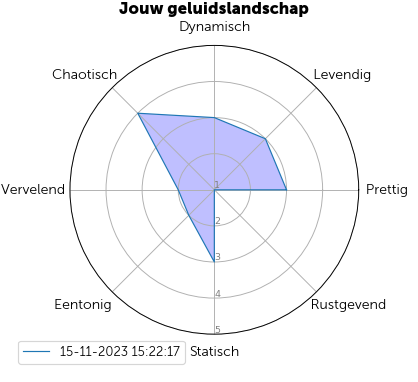 Jouw geluidslandschap
Dynamisch
Chaotisch
Levendig
Vervelend
1
Prettig
2
3
4
Eentonig
Rustgevend
5
15-11-2023 15:22:17
Statisch